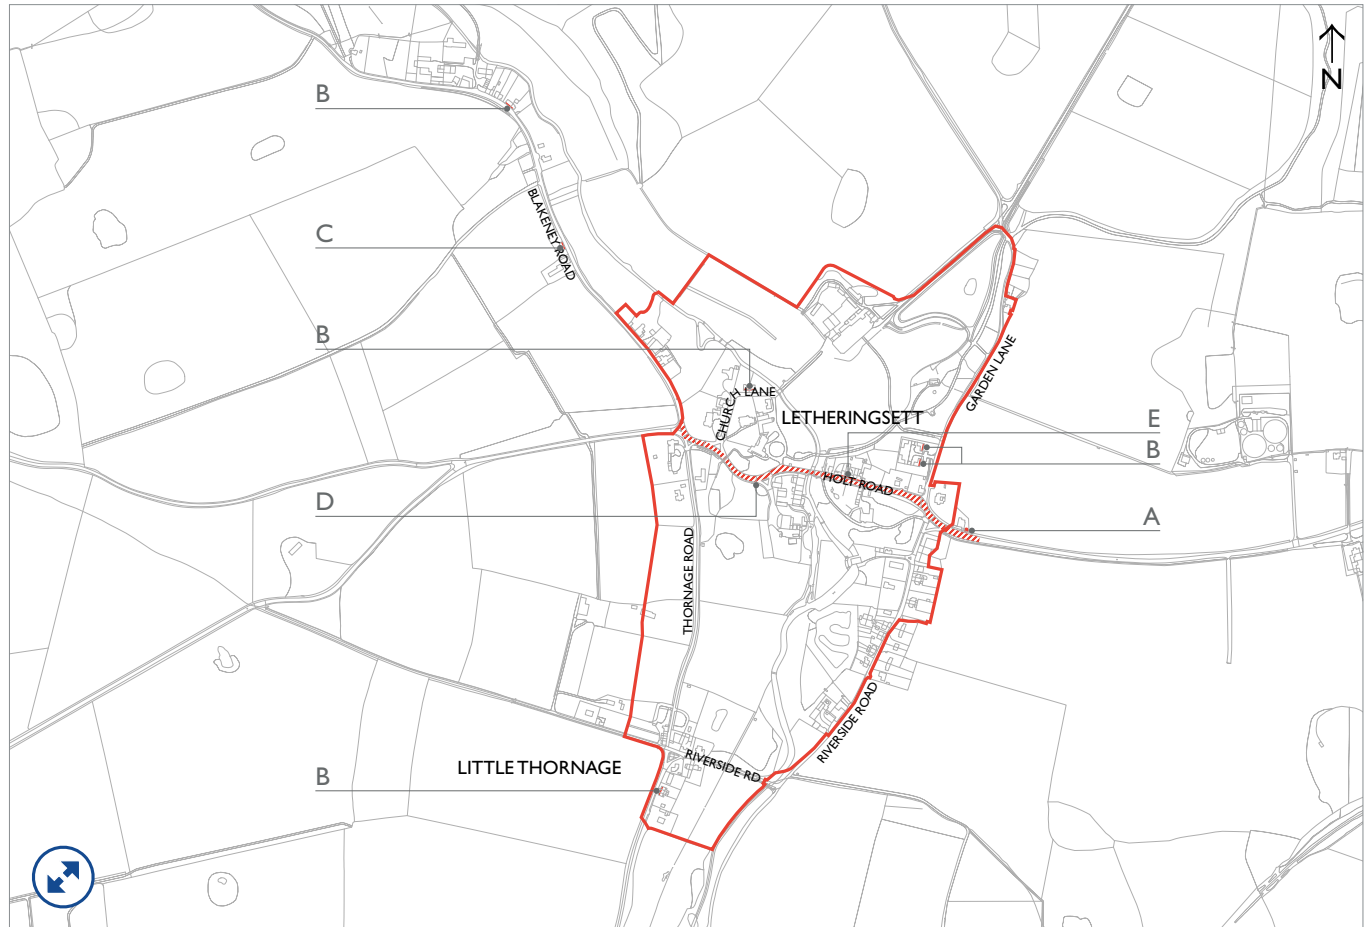 N
B
BLAKENEY ROAD
C
B
CHURCH LANE
GARDEN LANE
LETHERINGSETT
E
B
HOLT ROAD
D
A
THORNAGE ROAD
RIVERSIDE ROAD
RIVERSIDE RD
LITTLE THORNAGE
B